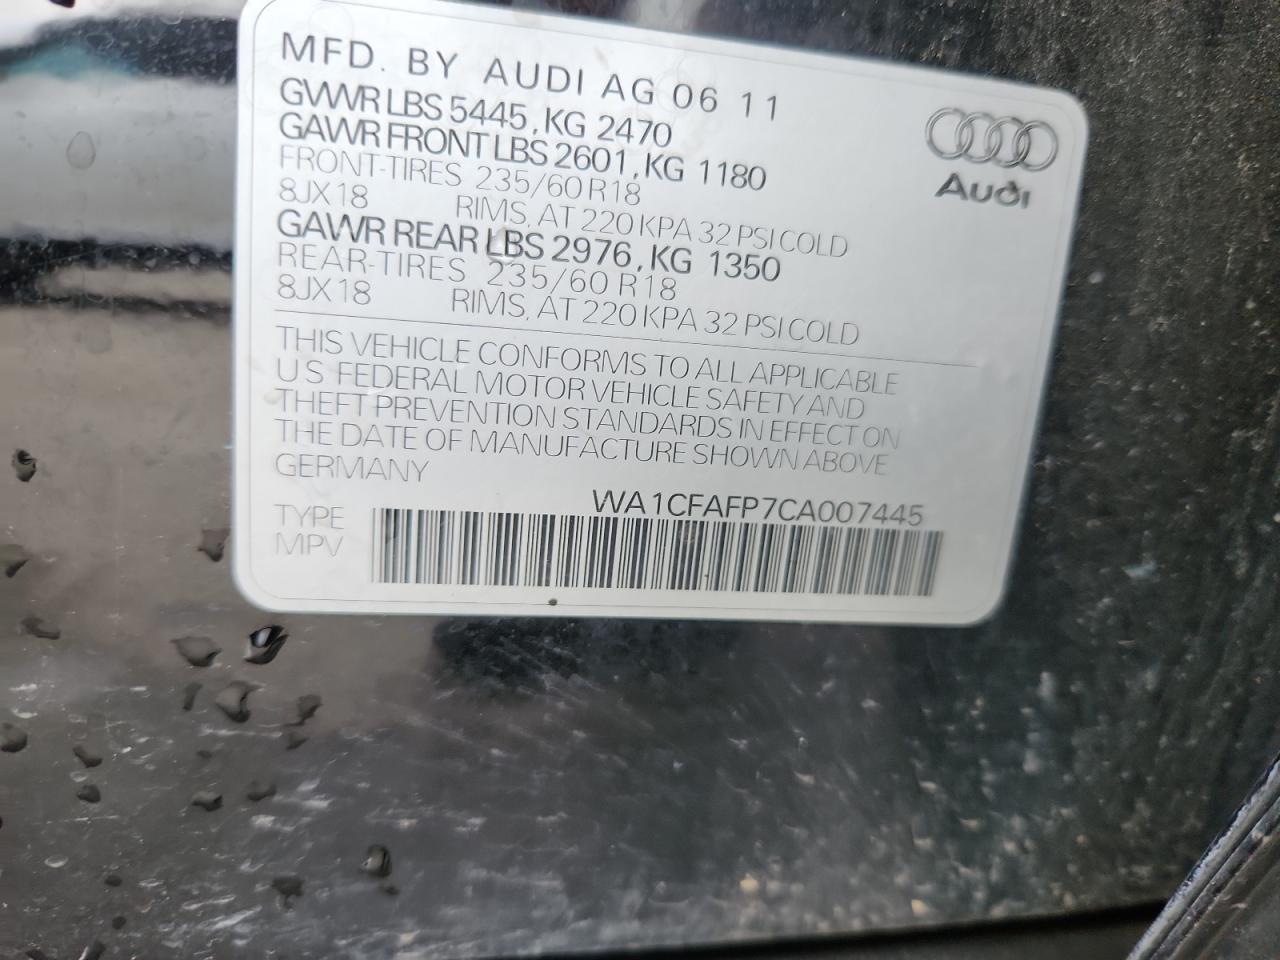 MFD. BY AUDI AG 06 11
GVWR LBS 5445, KG 2470
GAWR FRONT LBS 2601, KG 1180
FRONT-TIRES 235/60 R18
8JX18 RIMS, AT 220 KPA 32 PSI COLD
GAWR REAR LBS 2976, KG 1350
REAR-TIRES 235/60 R18
8JX18 RIMS, AT 220 KPA 32 PSI COLD
Audi
THIS VEHICLE CONFORMS TO ALL APPLICABLE
U.S. FEDERAL MOTOR VEHICLE SAFETY AND
THEFT PREVENTION STANDARDS IN EFFECT ON
THE DATE OF MANUFACTURE SHOWN ABOVE
GERMANY
WA1CFAFP7CA007445
TYPE
MPV